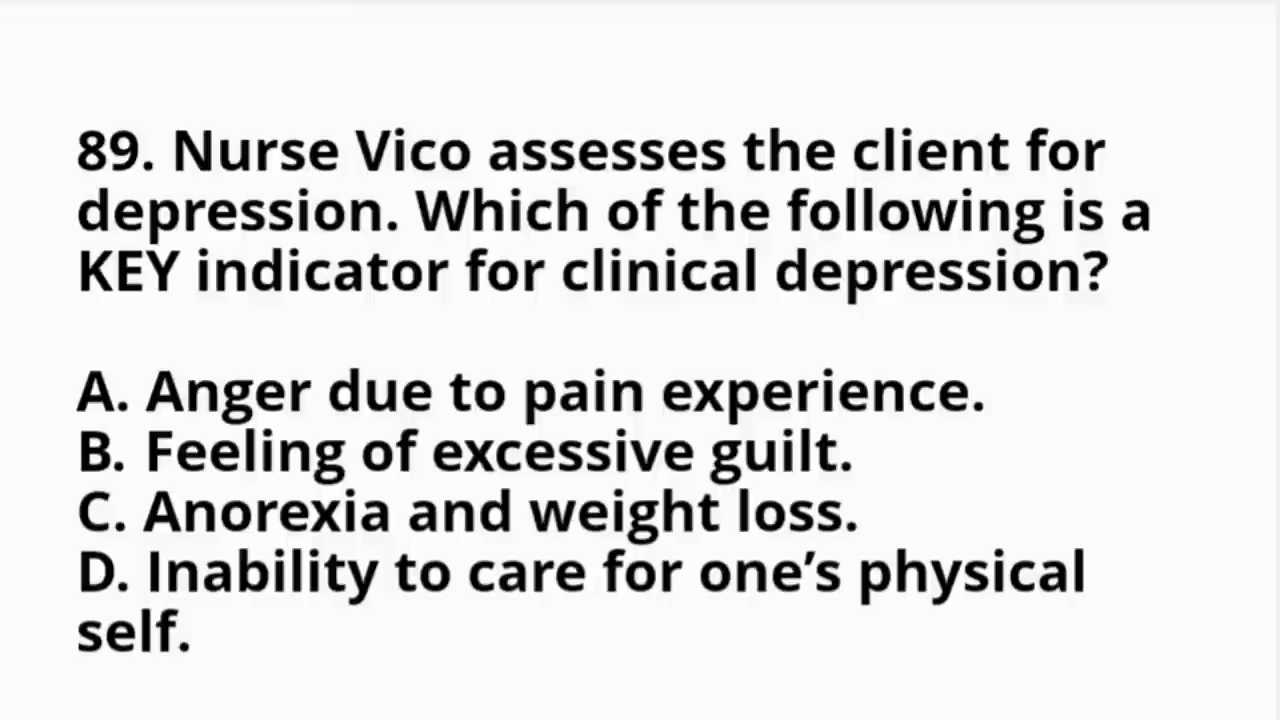 89. Nurse Vico assesses the client for
depression. Which of the following is a
KEY indicator for clinical depression?
A. Anger due to pain experience.
B. Feeling of excessive guilt.
C. Anorexia and weight loss.
D. Inability to care for one’s physical
self.